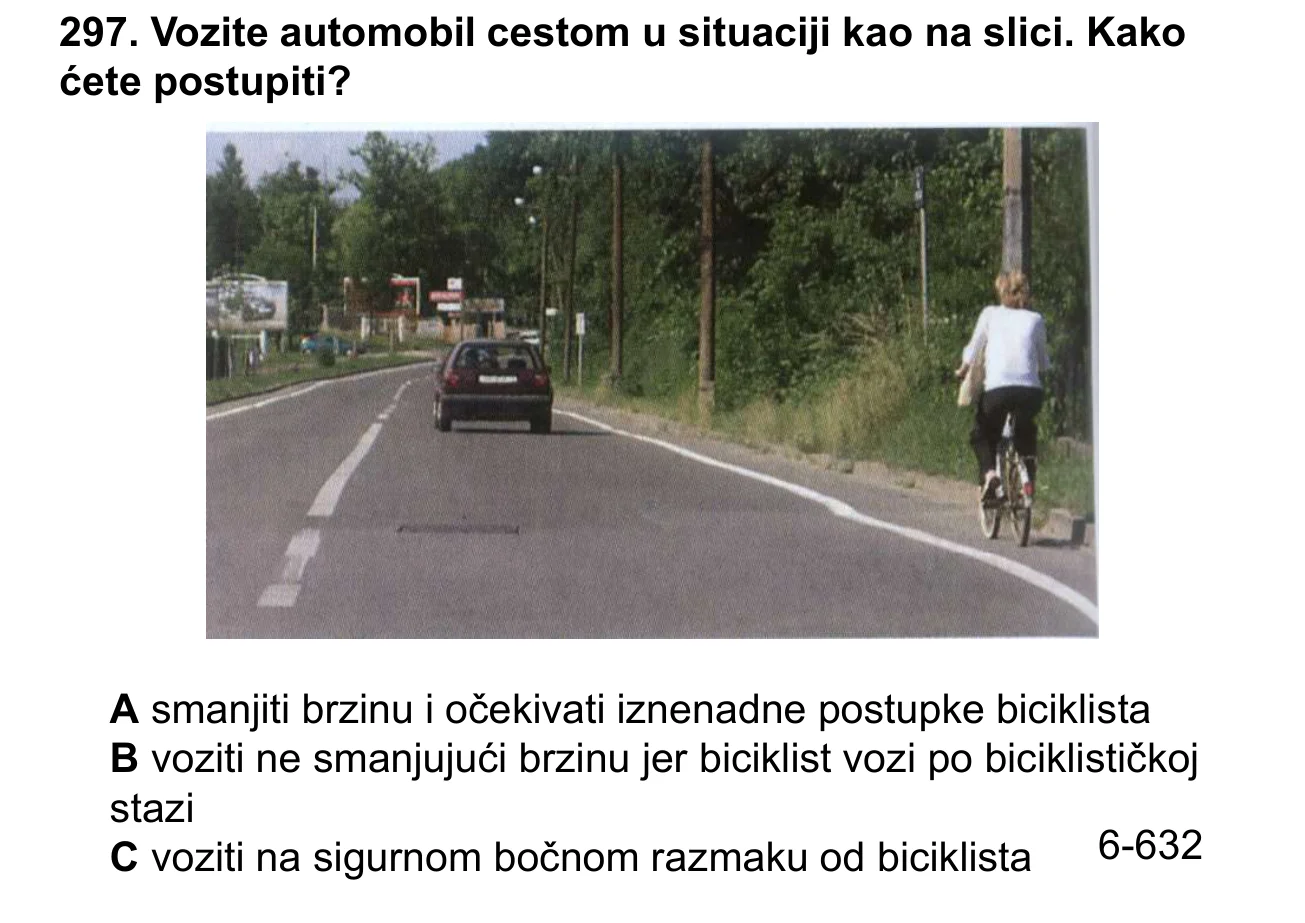 297. Vozite automobil cestom u situaciji kao na slici. Kako
ćete postupiti?
A smanjiti brzinu i očekivati iznenadne postupke biciklista
B voziti ne smanjujući brzinu jer biciklist vozi po biciklističkoj
stazi
C voziti na sigurnom bočnom razmaku od biciklista
6-632